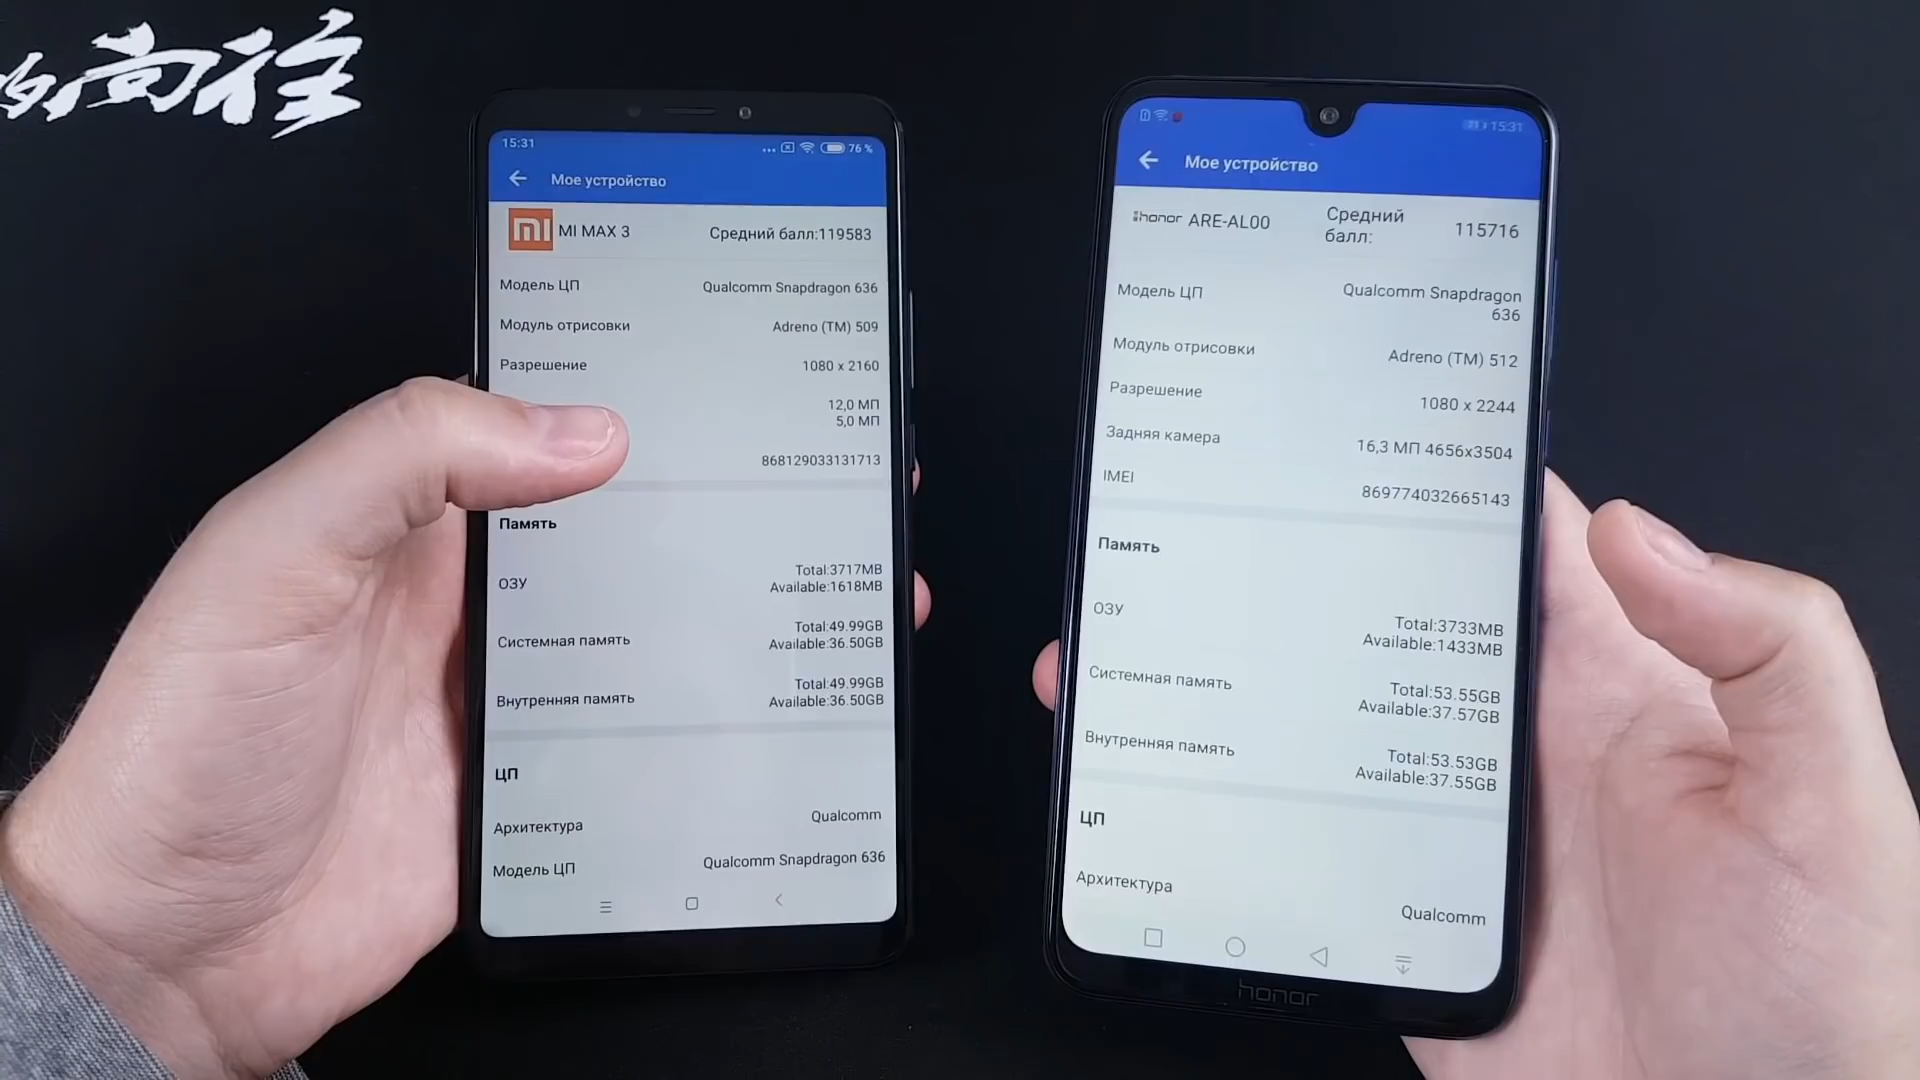 尚往
15:31
76 %
Мое устройство
MI MAX 3
Средний балл:119583
Модель ЦП
Qualcomm Snapdragon 636
Модуль отрисовки
Adreno (TM) 509
Разрешение
1080 x 2160
12,0 МП
5,0 МП
868129033131713
Память
ОЗУ
Total:3717MB
Available:1618MB
Системная память
Total:49.99GB
Available:36.50GB
Внутренняя память
Total:49.99GB
Available:36.50GB
ЦП
Архитектура
Qualcomm
Модель ЦП
Qualcomm Snapdragon 636
15:31
Мое устройство
honor ARE-AL00
Средний
балл:
115716
Модель ЦП
Qualcomm Snapdragon
636
Модуль отрисовки
Adreno (TM) 512
Разрешение
1080 x 2244
Задняя камера
16,3 МП 4656x3504
IMEI
869774032665143
Память
ОЗУ
Total:3733MB
Available:1433MB
Системная память
Total:53.55GB
Available:37.57GB
Внутренняя память
Total:53.53GB
Available:37.55GB
ЦП
Архитектура
Qualcomm
honor